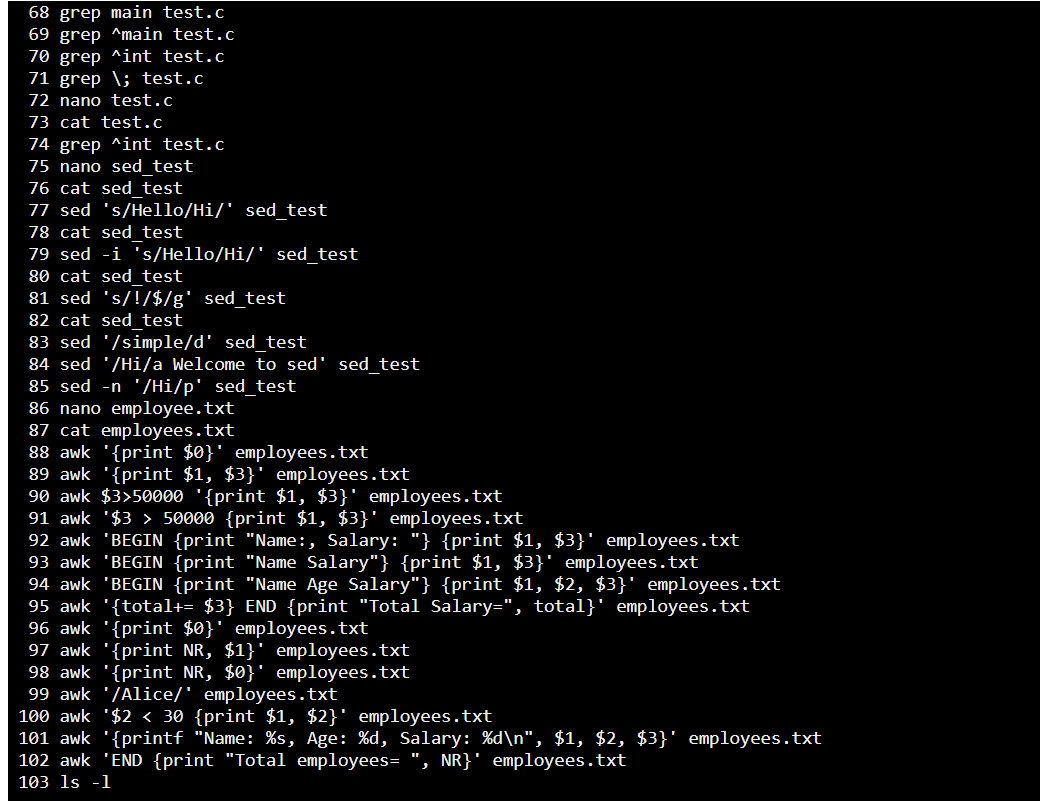 68 grep main test.c
69 grep ^main test.c
70 grep ^int test.c
71 grep \; test.c
72 nano test.c
73 cat test.c
74 grep ^int test.c
75 nano sed_test
76 cat sed_test
77 sed 's/Hello/Hi/' sed_test
78 cat sed_test
79 sed -i 's/Hello/Hi/' sed_test
80 cat sed_test
81 sed 's/!/$/g' sed_test
82 cat sed_test
83 sed '/simple/d' sed_test
84 sed '/Hi/a Welcome to sed' sed_test
85 sed -n '/Hi/p' sed_test
86 nano employee.txt
87 cat employees.txt
88 awk '{print $0}' employees.txt
89 awk '{print $1, $3}' employees.txt
90 awk $3>50000 '{print $1, $3}' employees.txt
91 awk '$3 > 50000 {print $1, $3}' employees.txt
92 awk 'BEGIN {print "Name:, Salary: "} {print $1, $3}' employees.txt
93 awk 'BEGIN {print "Name Salary"} {print $1, $3}' employees.txt
94 awk 'BEGIN {print "Name Age Salary"} {print $1, $2, $3}' employees.txt
95 awk '{total+= $3} END {print "Total Salary=", total}' employees.txt
96 awk '{print $0}' employees.txt
97 awk '{print NR, $1}' employees.txt
98 awk '{print NR, $0}' employees.txt
99 awk '/Alice/' employees.txt
100 awk '$2 < 30 {print $1, $2}' employees.txt
101 awk '{printf "Name: %s, Age: %d, Salary: %d\n", $1, $2, $3}' employees.txt
102 awk 'END {print "Total employees= ", NR}' employees.txt
103 ls -l